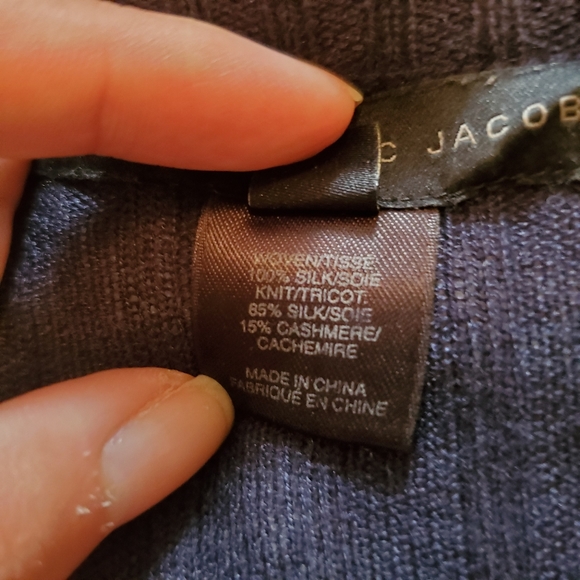 C JACOB
WOVEN/TISSE
100% SILK/SOIE
KNIT/TRICOT
85% SILK/SOIE
15% CASHMERE/
CACHEMIRE
MADE IN CHINA
FABRIQUÉ EN CHINE